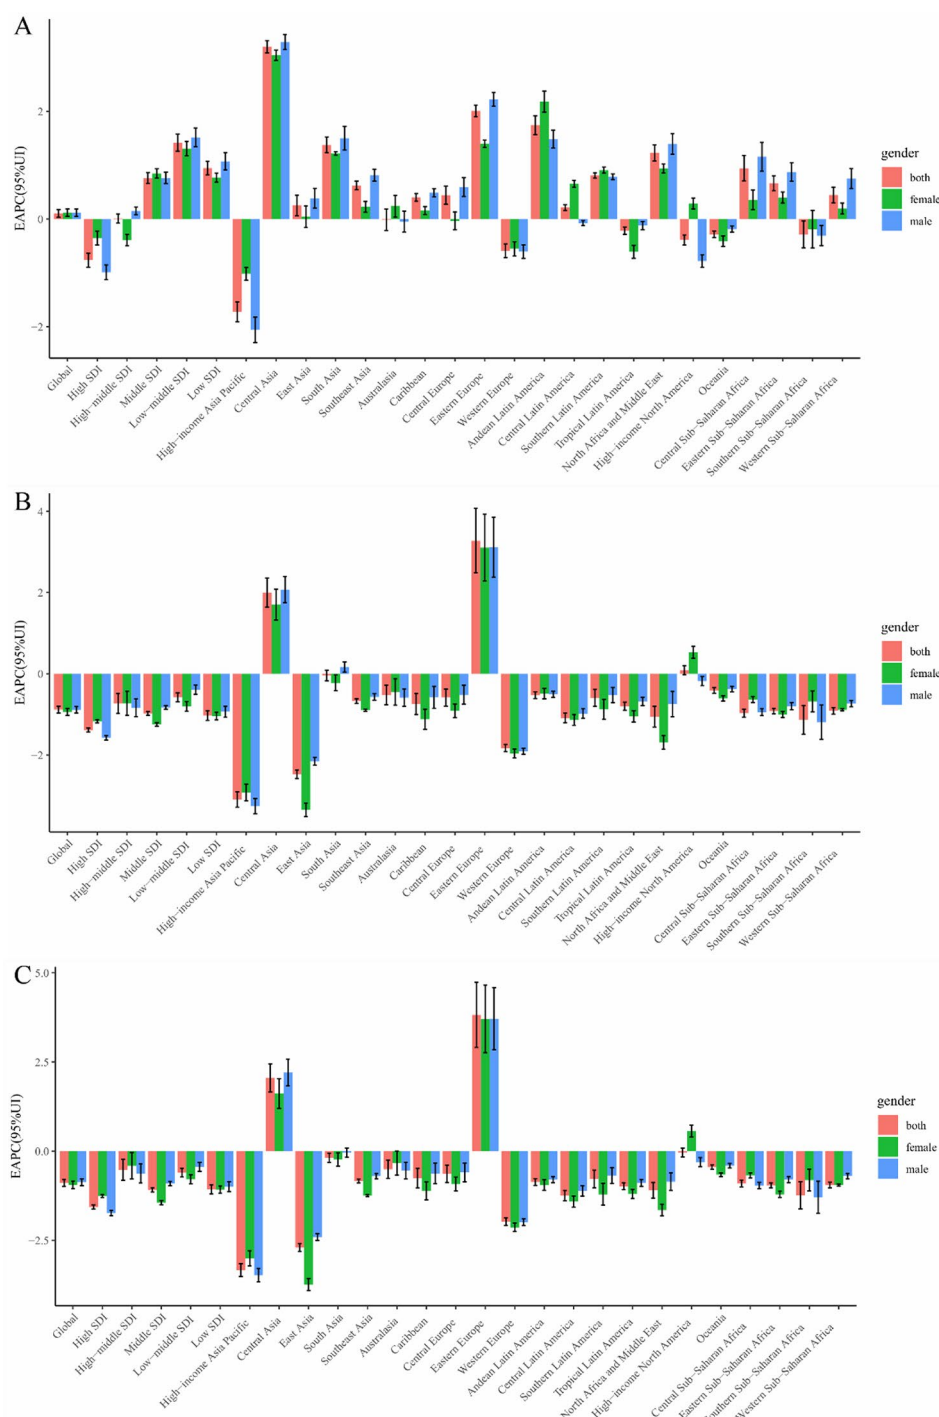 A
EAPC(95%UI)
2
0
−2
gender
both
female
male
Global
High SDI
High−middle SDI
Middle SDI
Low−middle SDI
Low SDI
High−income Asia Pacific
Central Asia
East Asia
South Asia
Southeast Asia
Australasia
Caribbean
Central Europe
Eastern Europe
Western Europe
Andean Latin America
Central Latin America
Southern Latin America
Tropical Latin America
North Africa and Middle East
High−income North America
Oceania
Central Sub−Saharan Africa
Eastern Sub−Saharan Africa
Southern Sub−Saharan Africa
Western Sub−Saharan Africa
B
EAPC(95%UI)
4
2
0
−2
gender
both
female
male
Global
High SDI
High−middle SDI
Middle SDI
Low−middle SDI
Low SDI
High−income Asia Pacific
Central Asia
East Asia
South Asia
Southeast Asia
Australasia
Caribbean
Central Europe
Eastern Europe
Western Europe
Andean Latin America
Central Latin America
Southern Latin America
Tropical Latin America
North Africa and Middle East
High−income North America
Oceania
Central Sub−Saharan Africa
Eastern Sub−Saharan Africa
Southern Sub−Saharan Africa
Western Sub−Saharan Africa
C
EAPC(95%UI)
5.0
2.5
0.0
−2.5
gender
both
female
male
Global
High SDI
High−middle SDI
Middle SDI
Low−middle SDI
Low SDI
High−income Asia Pacific
Central Asia
East Asia
South Asia
Southeast Asia
Australasia
Caribbean
Central Europe
Eastern Europe
Western Europe
Andean Latin America
Central Latin America
Southern Latin America
Tropical Latin America
North Africa and Middle East
High−income North America
Oceania
Central Sub−Saharan Africa
Eastern Sub−Saharan Africa
Southern Sub−Saharan Africa
Western Sub−Saharan Africa